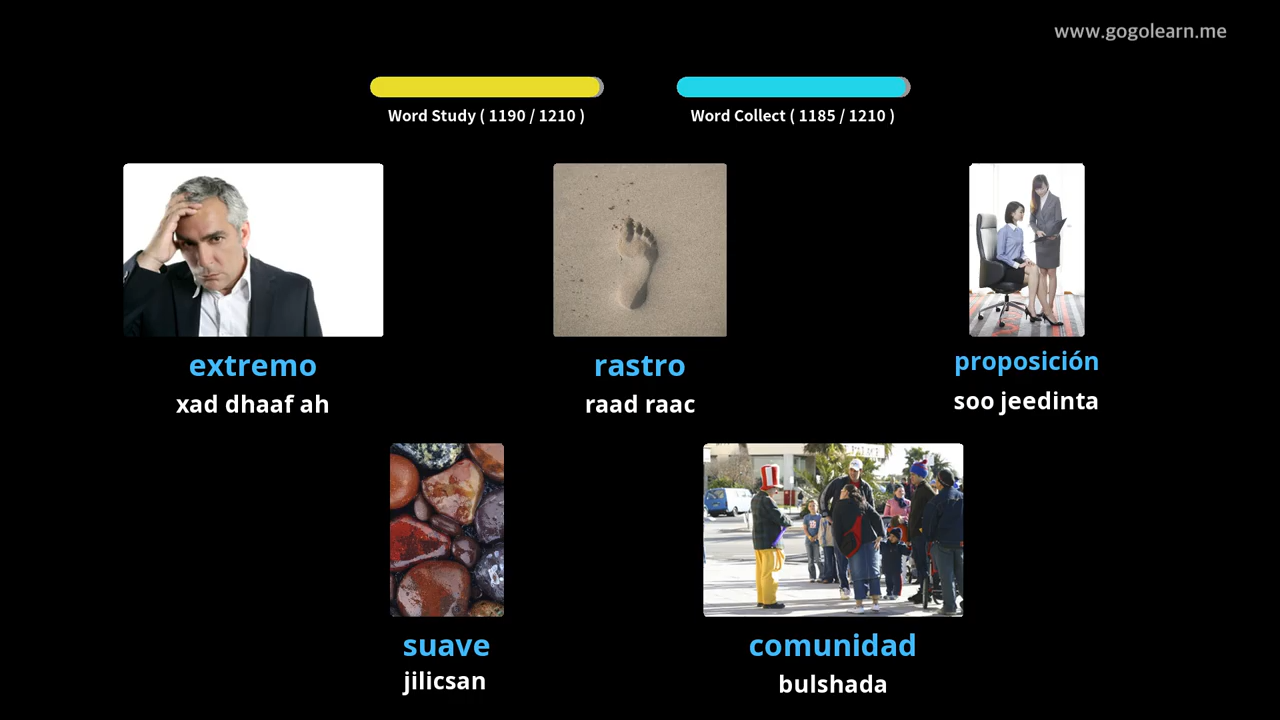 www.gogolearn.me
Word Study ( 1190 / 1210 )
Word Collect ( 1185 / 1210 )
extremo
xad dhaaf ah
rastro
raad raac
proposición
soo jeedinta
suave
jilicsan
comunidad
bulshada